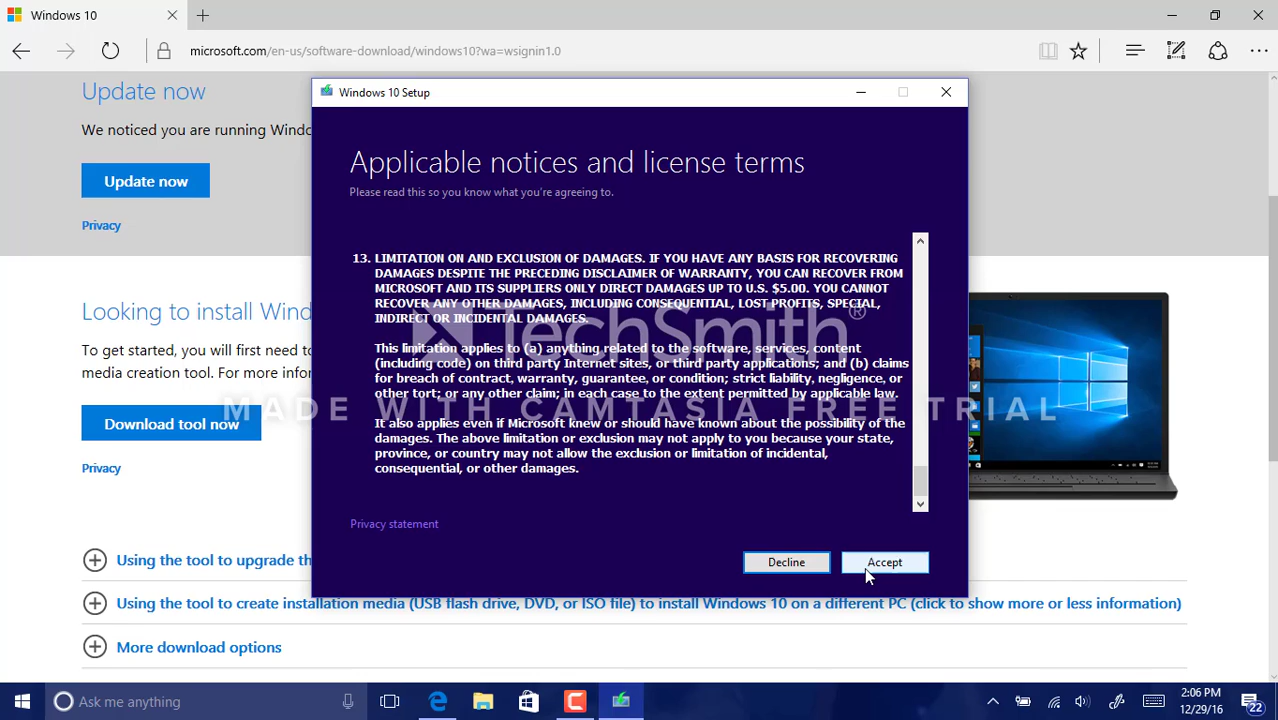 Windows 10
microsoft.com/en-us/software-download/windows10?wa=wsignin1.0
Update now
We noticed you are running Windo
Update now
Privacy
Looking to install Wind
To get started, you will first need to
media creation tool. For more infor
Download tool now
Privacy
Using the tool to upgrade th
Using the tool to create installation media (USB flash drive, DVD, or ISO file) to install Windows 10 on a different PC (click to show more or less information)
More download options
Windows 10 Setup
Applicable notices and license terms
Please read this so you know what you're agreeing to.
13. LIMITATION ON AND EXCLUSION OF DAMAGES. IF YOU HAVE ANY BASIS FOR RECOVERING
DAMAGES DESPITE THE PRECEDING DISCLAIMER OF WARRANTY, YOU CAN RECOVER FROM
MICROSOFT AND ITS SUPPLIERS ONLY DIRECT DAMAGES UP TO U.S. $5.00. YOU CANNOT
RECOVER ANY OTHER DAMAGES, INCLUDING CONSEQUENTIAL, LOST PROFITS, SPECIAL,
INDIRECT OR INCIDENTAL DAMAGES.
This limitation applies to (a) anything related to the software, services, content
(including code) on third party Internet sites, or third party applications; and (b) claims
for breach of contract, warranty, guarantee, or condition; strict liability, negligence, or
other tort; or any other claim; in each case to the extent permitted by applicable law.
It also applies even if Microsoft knew or should have known about the possibility of the
damages. The above limitation or exclusion may not apply to you because your state,
province, or country may not allow the exclusion or limitation of incidental,
consequential, or other damages.
Privacy statement
Decline
Accept
TechSmith®
MADE WITH CAMTASIA FREE TRIAL
Ask me anything
2:06 PM
12/29/16
22